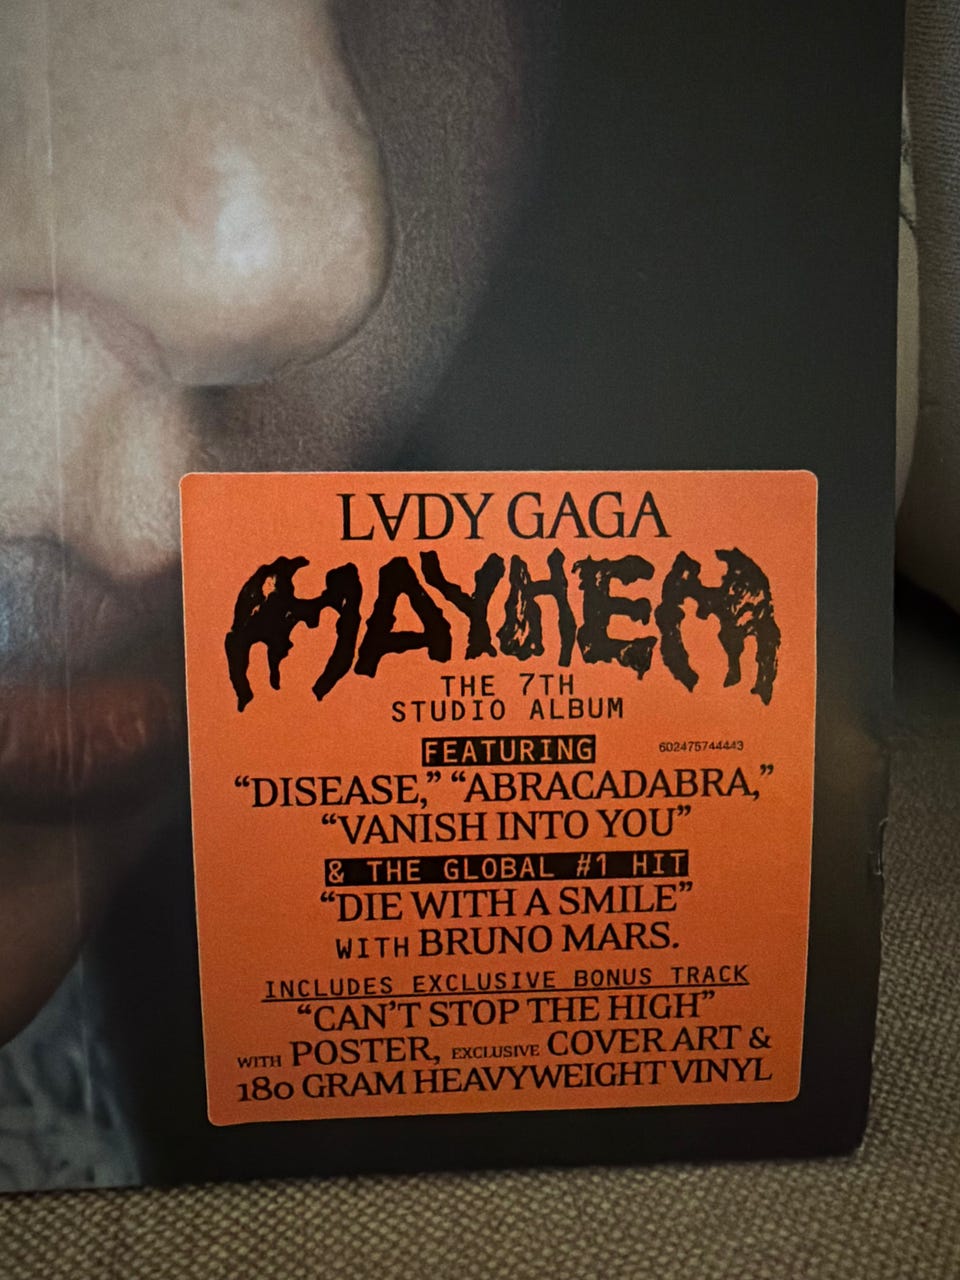 L∀DY GAGA
MAYHEM
THE 7TH
STUDIO ALBUM
FEATURING
602475744443
“DISEASE,” “ABRACADABRA,”
“VANISH INTO YOU”
& THE GLOBAL #1 HIT
“DIE WITH A SMILE”
WITH BRUNO MARS.
INCLUDES EXCLUSIVE BONUS TRACK
“CAN’T STOP THE HIGH”
WITH POSTER, EXCLUSIVE COVER ART &
180 GRAM HEAVYWEIGHT VINYL